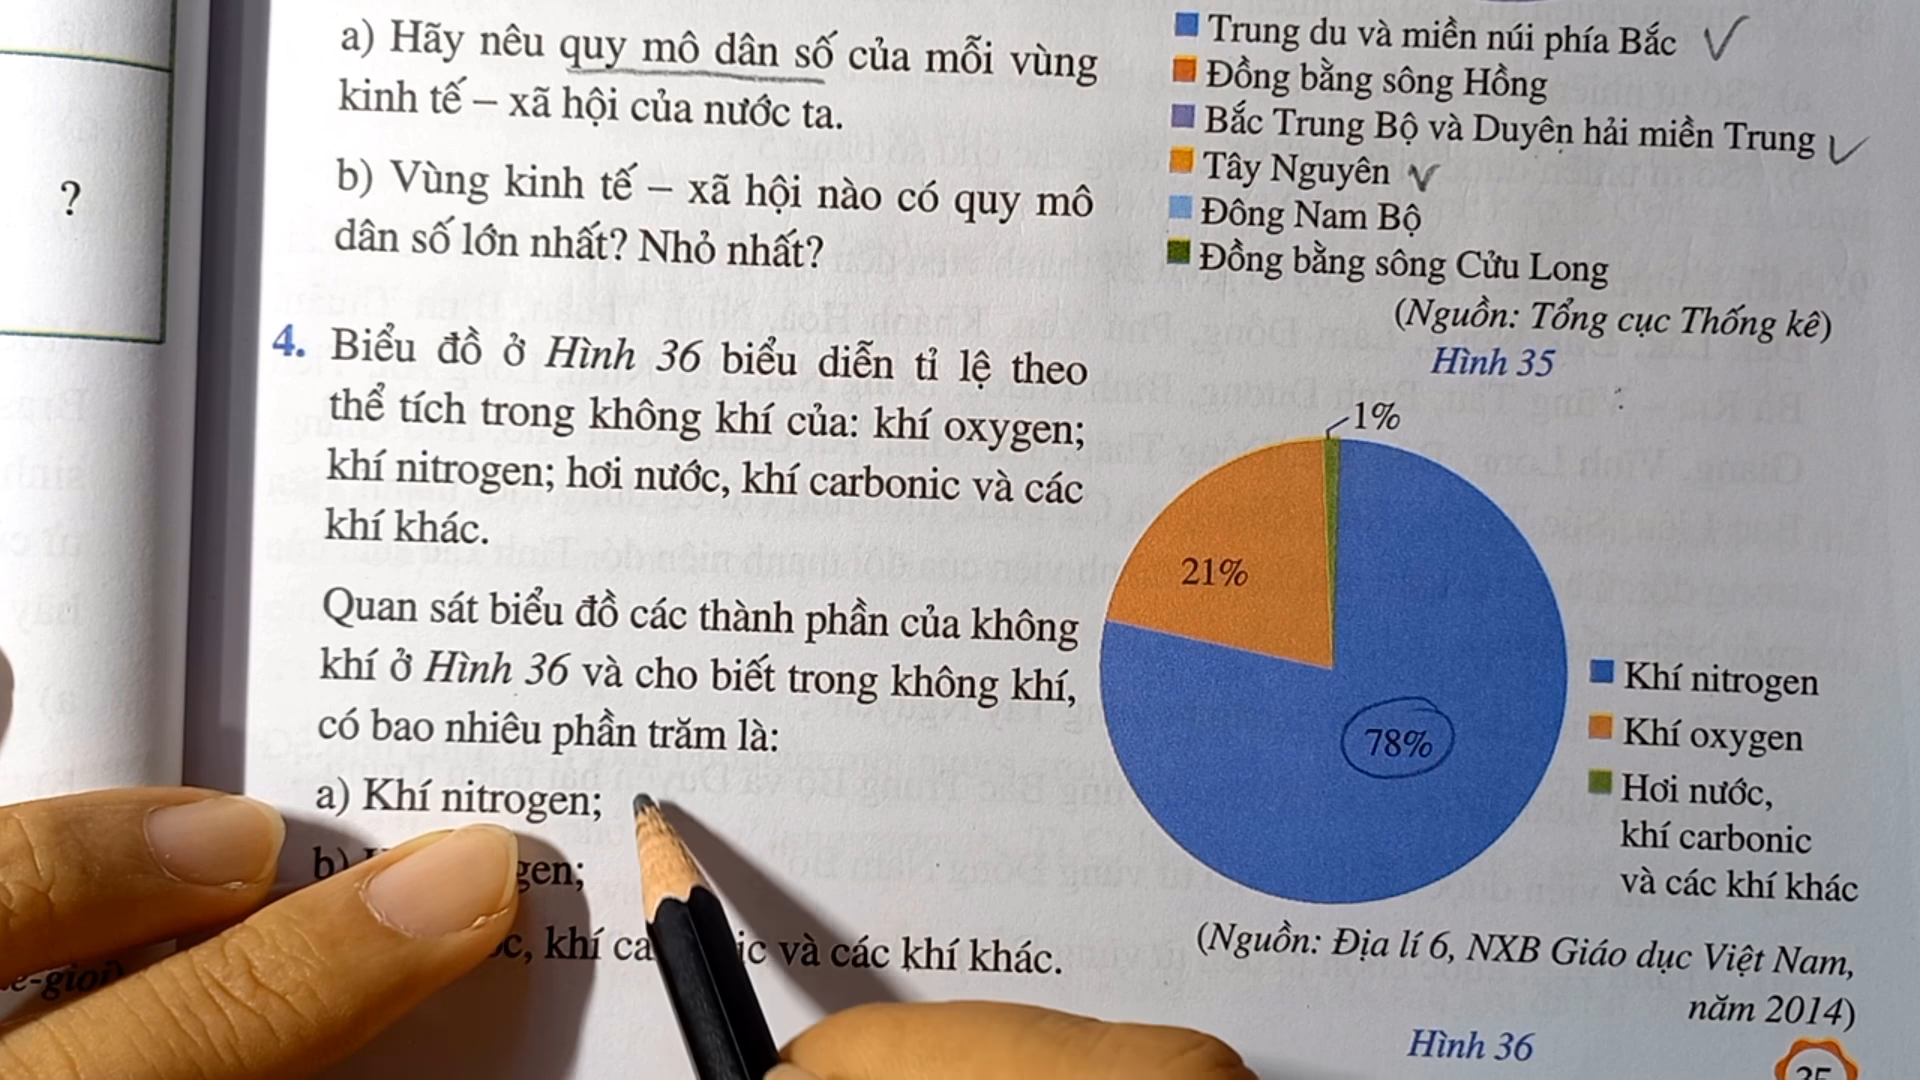 a) Hãy nêu quy mô dân số của mỗi vùng
kinh tế – xã hội của nước ta.
b) Vùng kinh tế – xã hội nào có quy mô
dân số lớn nhất? Nhỏ nhất?
Trung du và miền núi phía Bắc
Đồng bằng sông Hồng
Bắc Trung Bộ và Duyên hải miền Trung
Tây Nguyên
Đông Nam Bộ
Đồng bằng sông Cửu Long
(Nguồn: Tổng cục Thống kê)
Hình 35
?
4. Biểu đồ ở Hình 36 biểu diễn tỉ lệ theo
thể tích trong không khí của: khí oxygen;
khí nitrogen; hơi nước, khí carbonic và các
khí khác.
Quan sát biểu đồ các thành phần của không
khí ở Hình 36 và cho biết trong không khí,
có bao nhiêu phần trăm là:
a) Khí nitrogen;
b)
khí
và các khí khác.
1%
21%
78%
Khí nitrogen
Khí oxygen
Hơi nước,
khí carbonic
và các khí khác
(Nguồn: Địa lí 6, NXB Giáo dục Việt Nam,
năm 2014)
Hình 36